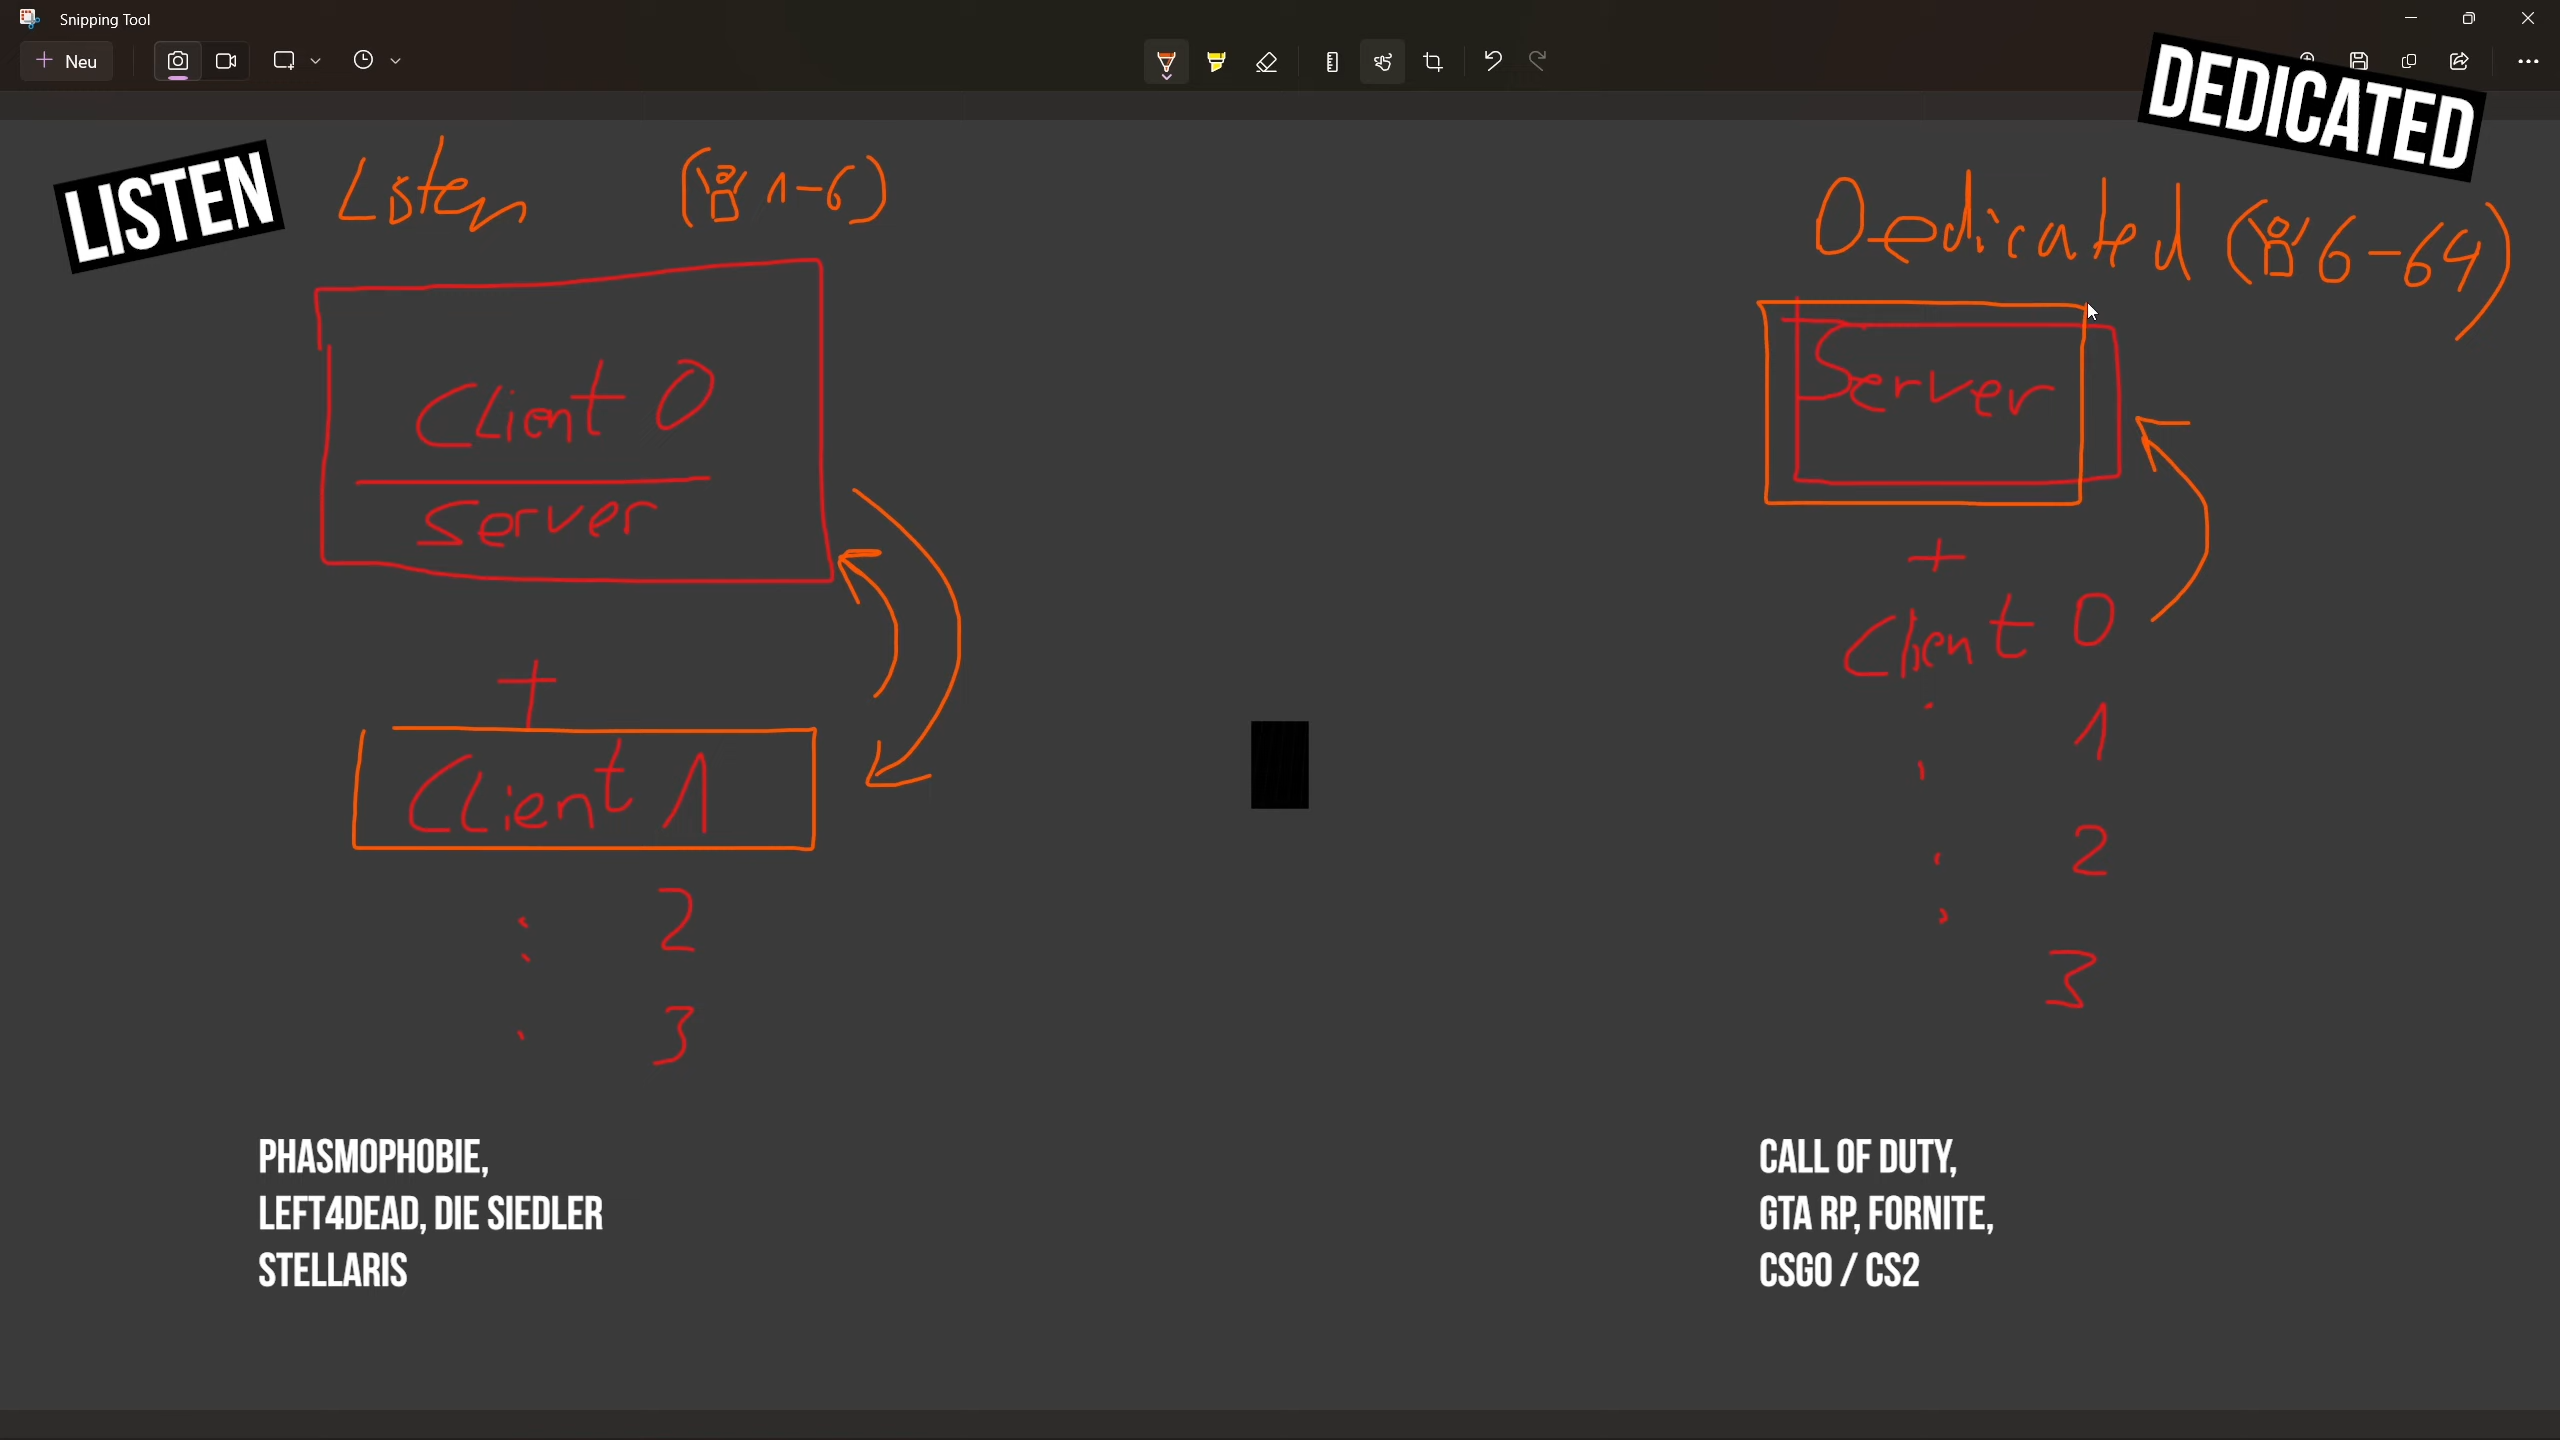 Snipping Tool
Neu
DEDICATED
LISTEN
Listen (1-6)
Dedicated (6-64)
Client 0
Server
+
Client 1
: 2
. 3
Server
+
Client 0
1
2
3
PHASMOPHOBIE,
LEFT4DEAD, DIE SIEDLER
STELLARIS
CALL OF DUTY,
GTA RP, FORNITE,
CSGO / CS2